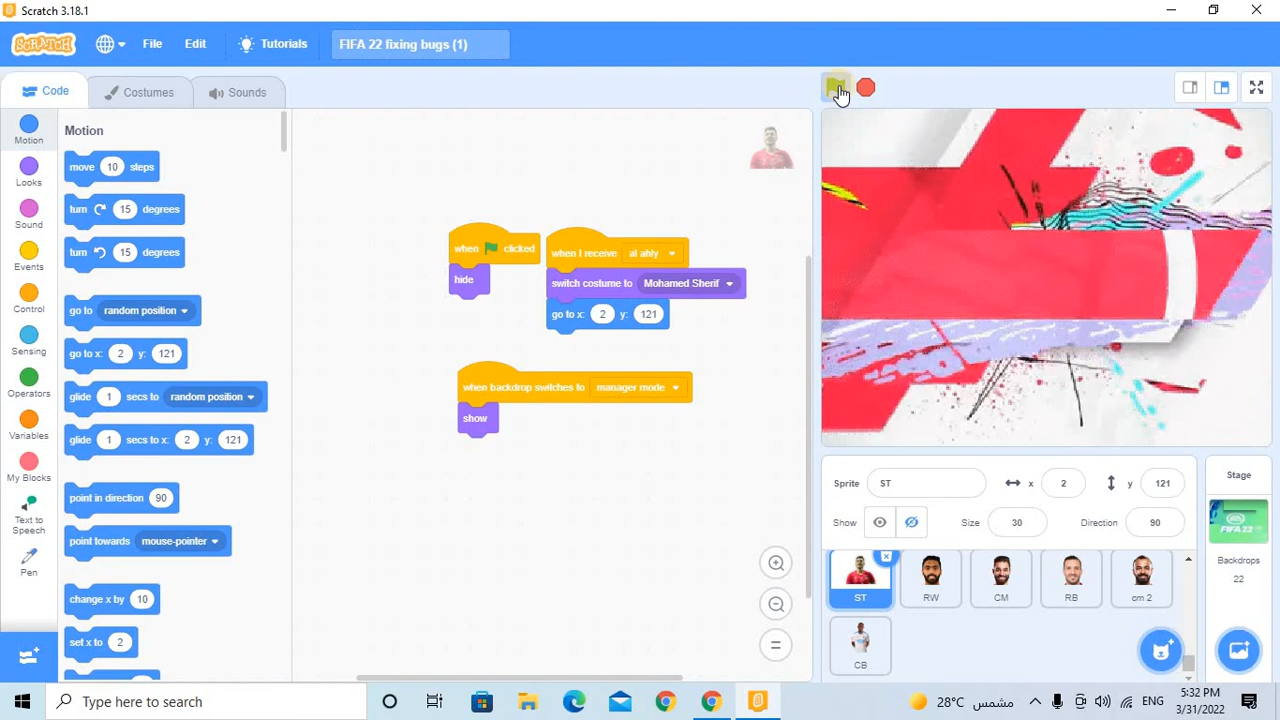 Scratch 3.18.1
SCRATCH File Edit Tutorials FIFA 22 fixing bugs (1)
Code Costumes Sounds
Motion
Looks
Sound
Events
Control
Sensing
Operators
Variables
My Blocks
Text to
Speech
Pen
Motion
move 10 steps
turn 15 degrees
turn 15 degrees
go to random position
go to x: 2 y: 121
glide 1 secs to random position
glide 1 secs to x: 2 y: 121
point in direction 90
point towards mouse-pointer
change x by 10
set x to 2
when clicked
hide
when I receive al ahly
switch costume to Mohamed Sherif
go to x: 2 y: 121
when backdrop switches to manager mode
show
Sprite ST x 2 y 121
Show Size 30 Direction 90
ST RW CM RB cm 2
CB
Stage
FIFA 22
Backdrops
22
Type here to search
28°C مشمس ENG 5:32 PM
3/31/2022